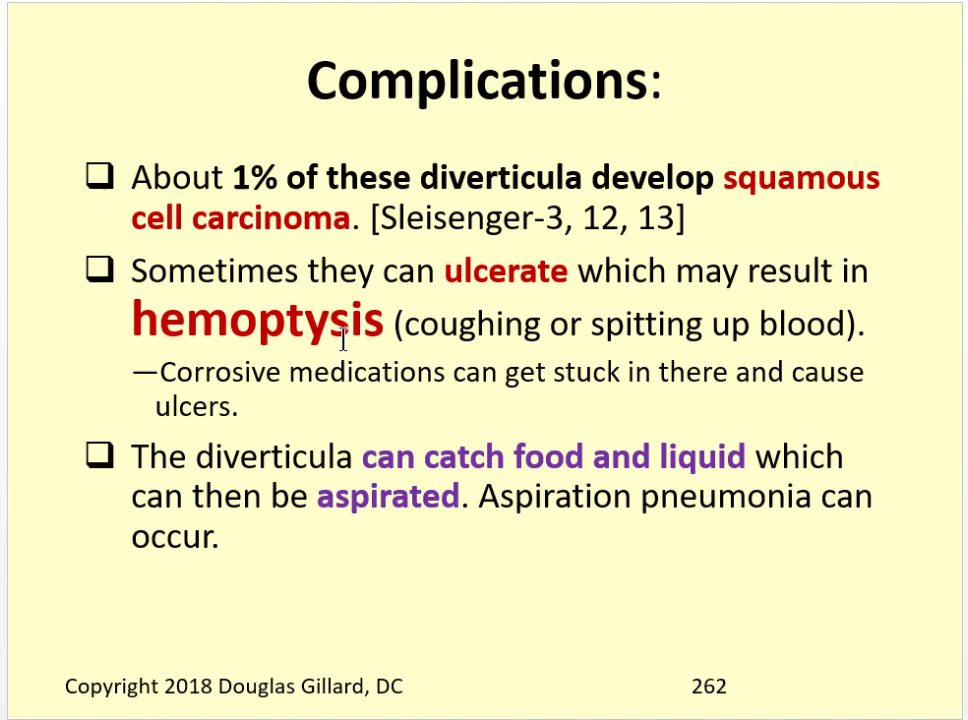 Complications:
❑ About 1% of these diverticula develop squamous
cell carcinoma. [Sleisenger-3, 12, 13]
❑ Sometimes they can ulcerate which may result in
hemoptysis (coughing or spitting up blood).
—Corrosive medications can get stuck in there and cause
ulcers.
❑ The diverticula can catch food and liquid which
can then be aspirated. Aspiration pneumonia can
occur.
Copyright 2018 Douglas Gillard, DC 262